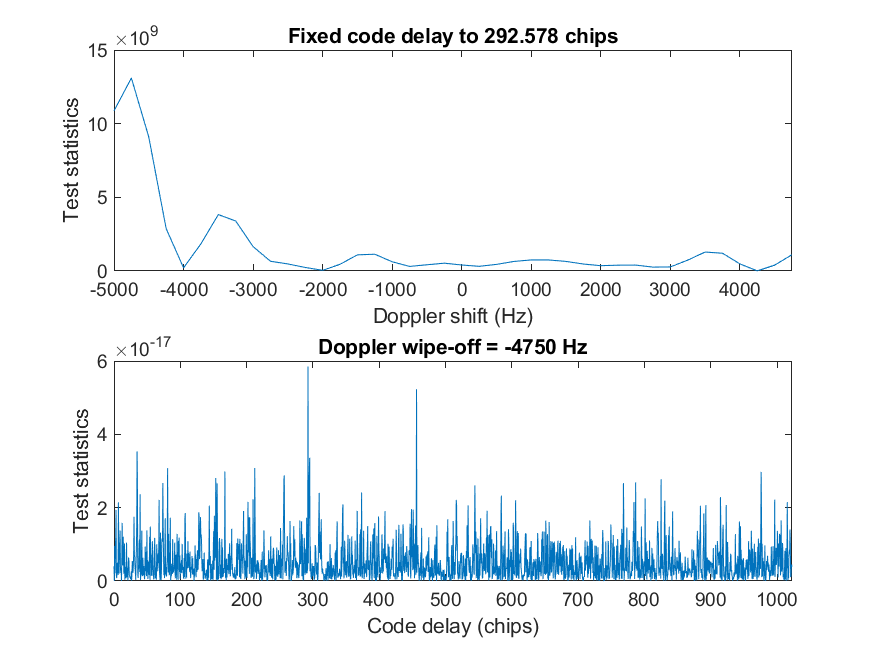 ×10^9
Fixed code delay to 292.578 chips
15
10
5
0
Test statistics
-5000 -4000 -3000 -2000 -1000 0 1000 2000 3000 4000
Doppler shift (Hz)
×10^-17
Doppler wipe-off = -4750 Hz
6
4
2
0
Test statistics
0 100 200 300 400 500 600 700 800 900 1000
Code delay (chips)